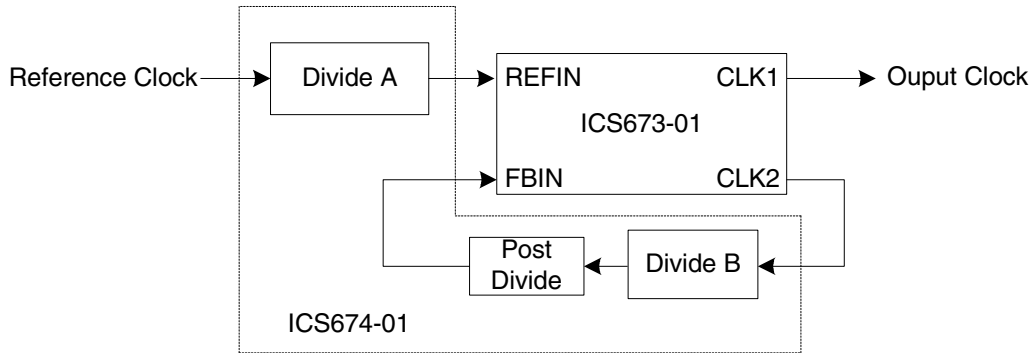 Reference Clock
Divide A
REFIN
CLK1
Ouput Clock
ICS673-01
FBIN
CLK2
Post
Divide
Divide B
ICS674-01